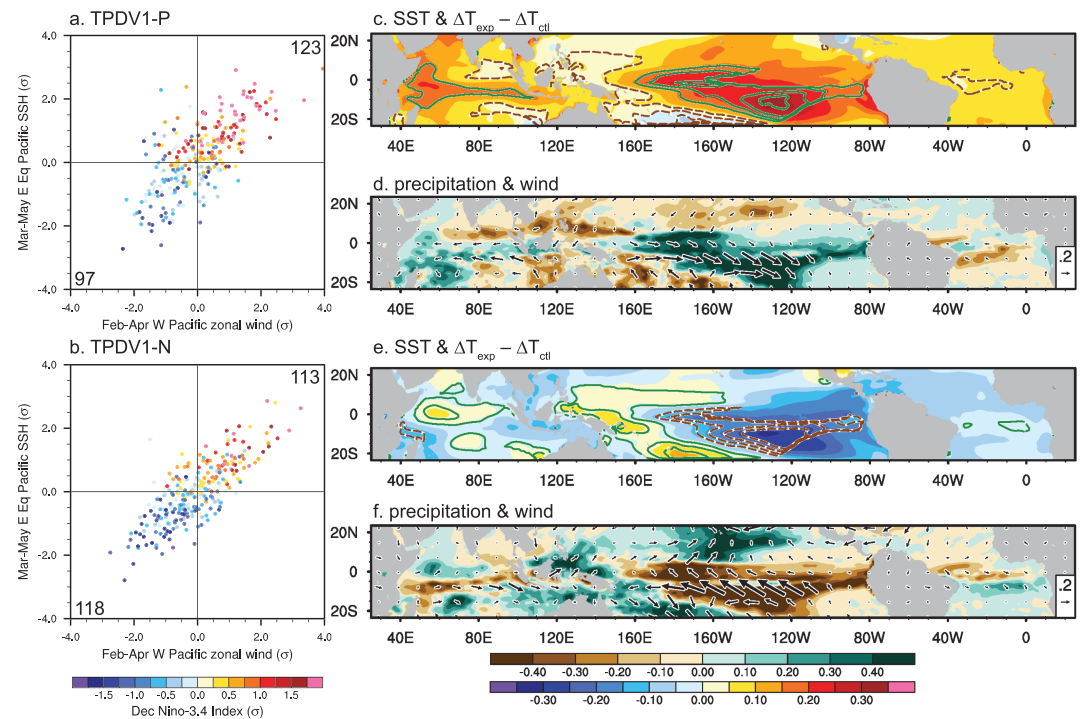 a. TPDV1-P
4.0
2.0
0.0
-2.0
-4.0
123
97
-4.0 -2.0 0.0 2.0 4.0
Mar-May E Eq Pacific SSH (σ)
Feb-Apr W Pacific zonal wind (σ)
b. TPDV1-N
4.0
2.0
0.0
-2.0
-4.0
113
118
-4.0 -2.0 0.0 2.0 4.0
Mar-May E Eq Pacific SSH (σ)
Feb-Apr W Pacific zonal wind (σ)
-1.5 -1.0 -0.5 0.0 0.5 1.0 1.5
Dec Nino-3.4 Index (σ)
c. SST & ΔTexp – ΔTctl
20N
0
20S
40E 80E 120E 160E 160W 120W 80W 40W 0
d. precipitation & wind
20N
0
20S
.2
40E 80E 120E 160E 160W 120W 80W 40W 0
e. SST & ΔTexp – ΔTctl
20N
0
20S
40E 80E 120E 160E 160W 120W 80W 40W 0
f. precipitation & wind
20N
0
20S
.2
40E 80E 120E 160E 160W 120W 80W 40W 0
-0.40 -0.30 -0.20 -0.10 0.00 0.10 0.20 0.30 0.40
-0.30 -0.20 -0.10 0.00 0.10 0.20 0.30